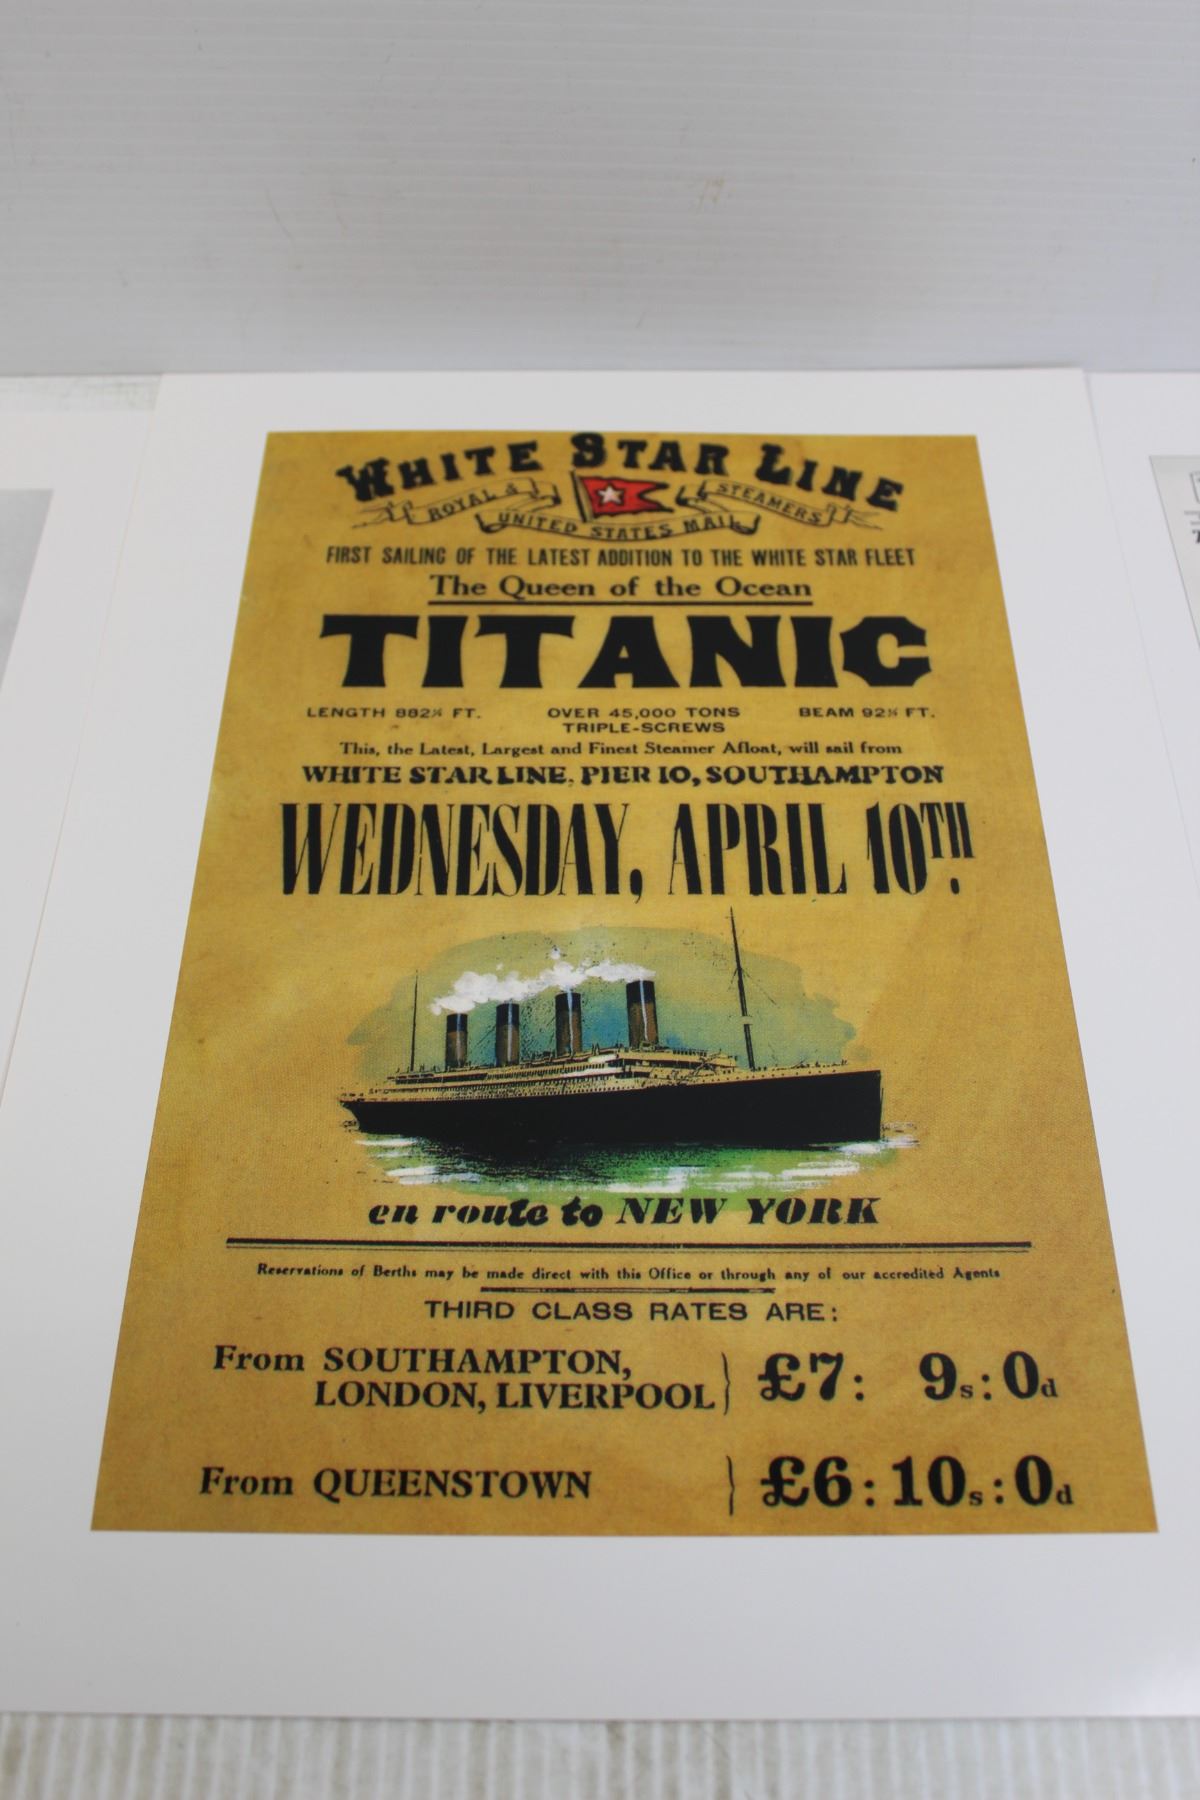 WHITE STAR LINE
ROYAL & UNITED STATES MAIL STEAMERS
FIRST SAILING OF THE LATEST ADDITION TO THE WHITE STAR FLEET
The Queen of the Ocean
TITANIC
LENGTH 882¾ FT. OVER 45,000 TONS BEAM 92½ FT.
TRIPLE-SCREWS
This, the Latest, Largest and Finest Steamer Afloat, will sail from
WHITE STAR LINE, PIER 10, SOUTHAMPTON
WEDNESDAY, APRIL 10TH.
en route to NEW YORK
Reservations of Berths may be made direct with this Office or through any of our accredited Agents
THIRD CLASS RATES ARE:
From SOUTHAMPTON,
LONDON, LIVERPOOL } £7: 9s:0d
From QUEENSTOWN } £6:10s:0d